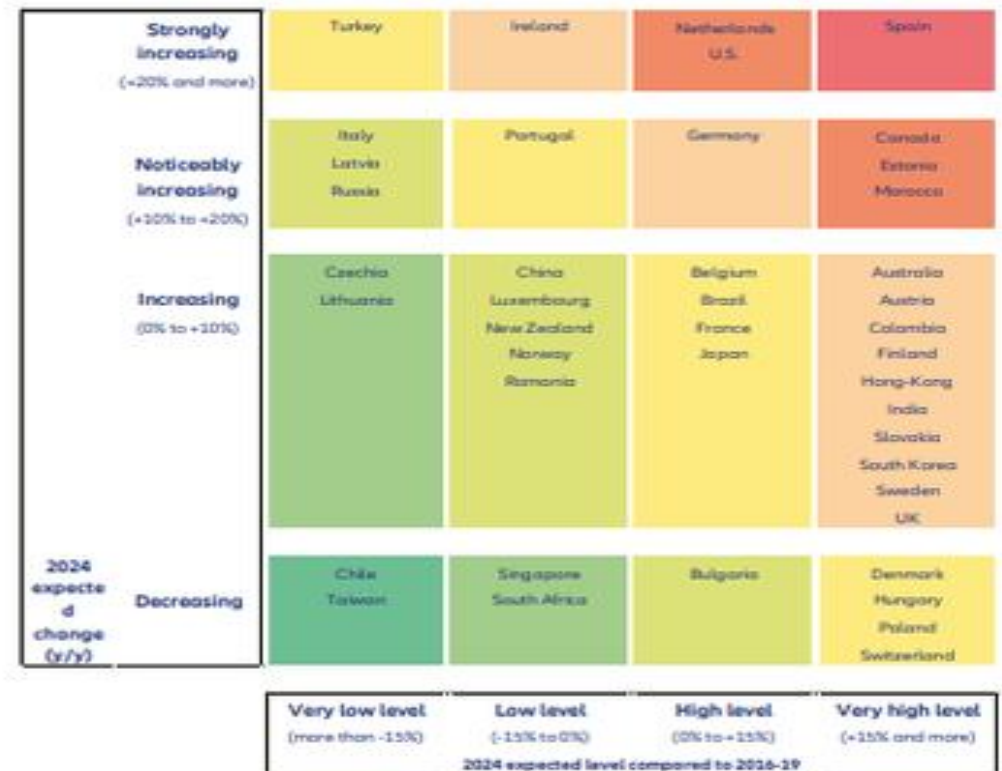 Strongly
increasing
(+20% and more)
Turkey
Ireland
Netherlands
U.S.
Spain
Noticeably
increasing
(+10% to +20%)
Italy
Latvia
Russia
Portugal
Germany
Canada
Estonia
Morocco
Increasing
(0% to +10%)
Czechia
Lithuania
China
Luxembourg
New Zealand
Norway
Romania
Belgium
Brazil
France
Japan
Australia
Austria
Colombia
Finland
Hong-Kong
India
Slovakia
South Korea
Sweden
UK
2024
expecte
d
change
(y/y)
Decreasing
Chile
Taiwan
Singapore
South Africa
Bulgaria
Denmark
Hungary
Poland
Switzerland
Very low level
(more than -15%)
Low level
(-15% to 0%)
High level
(0% to +15%)
Very high level
(+15% and more)
2024 expected level compared to 2016-19